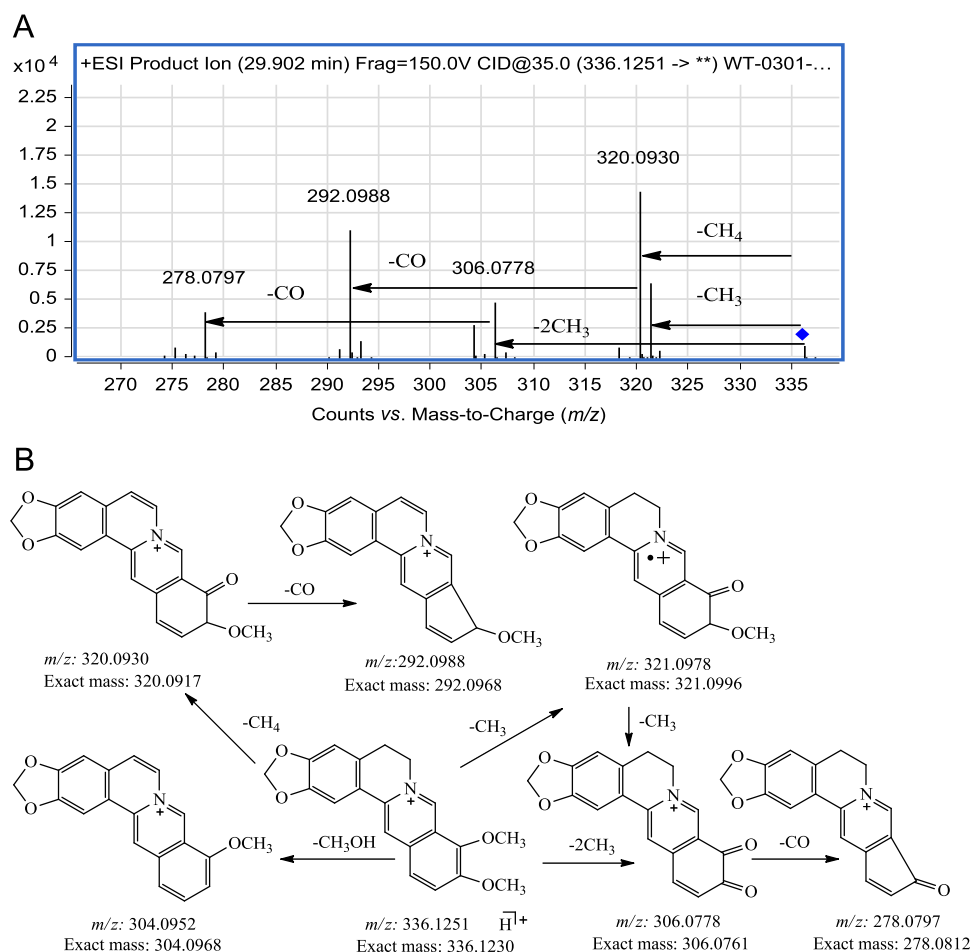 A
x10 4
+ESI Product Ion (29.902 min) Frag=150.0V CID@35.0 (336.1251 -> **) WT-0301-…
2.25
2
1.75
1.5
1.25
1
0.75
0.5
0.25
0
320.0930
292.0988
-CH4
-CO
306.0778
278.0797
-CO
-CH3
-2CH3
270 275 280 285 290 295 300 305 310 315 320 325 330 335
Counts vs. Mass-to-Charge (m/z)
B
O O N + O OCH3
-CO
O O N + OCH3
O O N •+ O OCH3
m/z: 320.0930
Exact mass: 320.0917
m/z:292.0988
Exact mass: 292.0968
m/z: 321.0978
Exact mass: 321.0996
-CH4
-CH3
-CH3
O O N + OCH3
-CH3OH
O O N + OCH3 OCH3
-2CH3
O O N + O O
-CO
O O N + O
m/z: 304.0952
Exact mass: 304.0968
m/z: 336.1251 H +
Exact mass: 336.1230
m/z: 306.0778
Exact mass: 306.0761
m/z: 278.0797
Exact mass: 278.0812